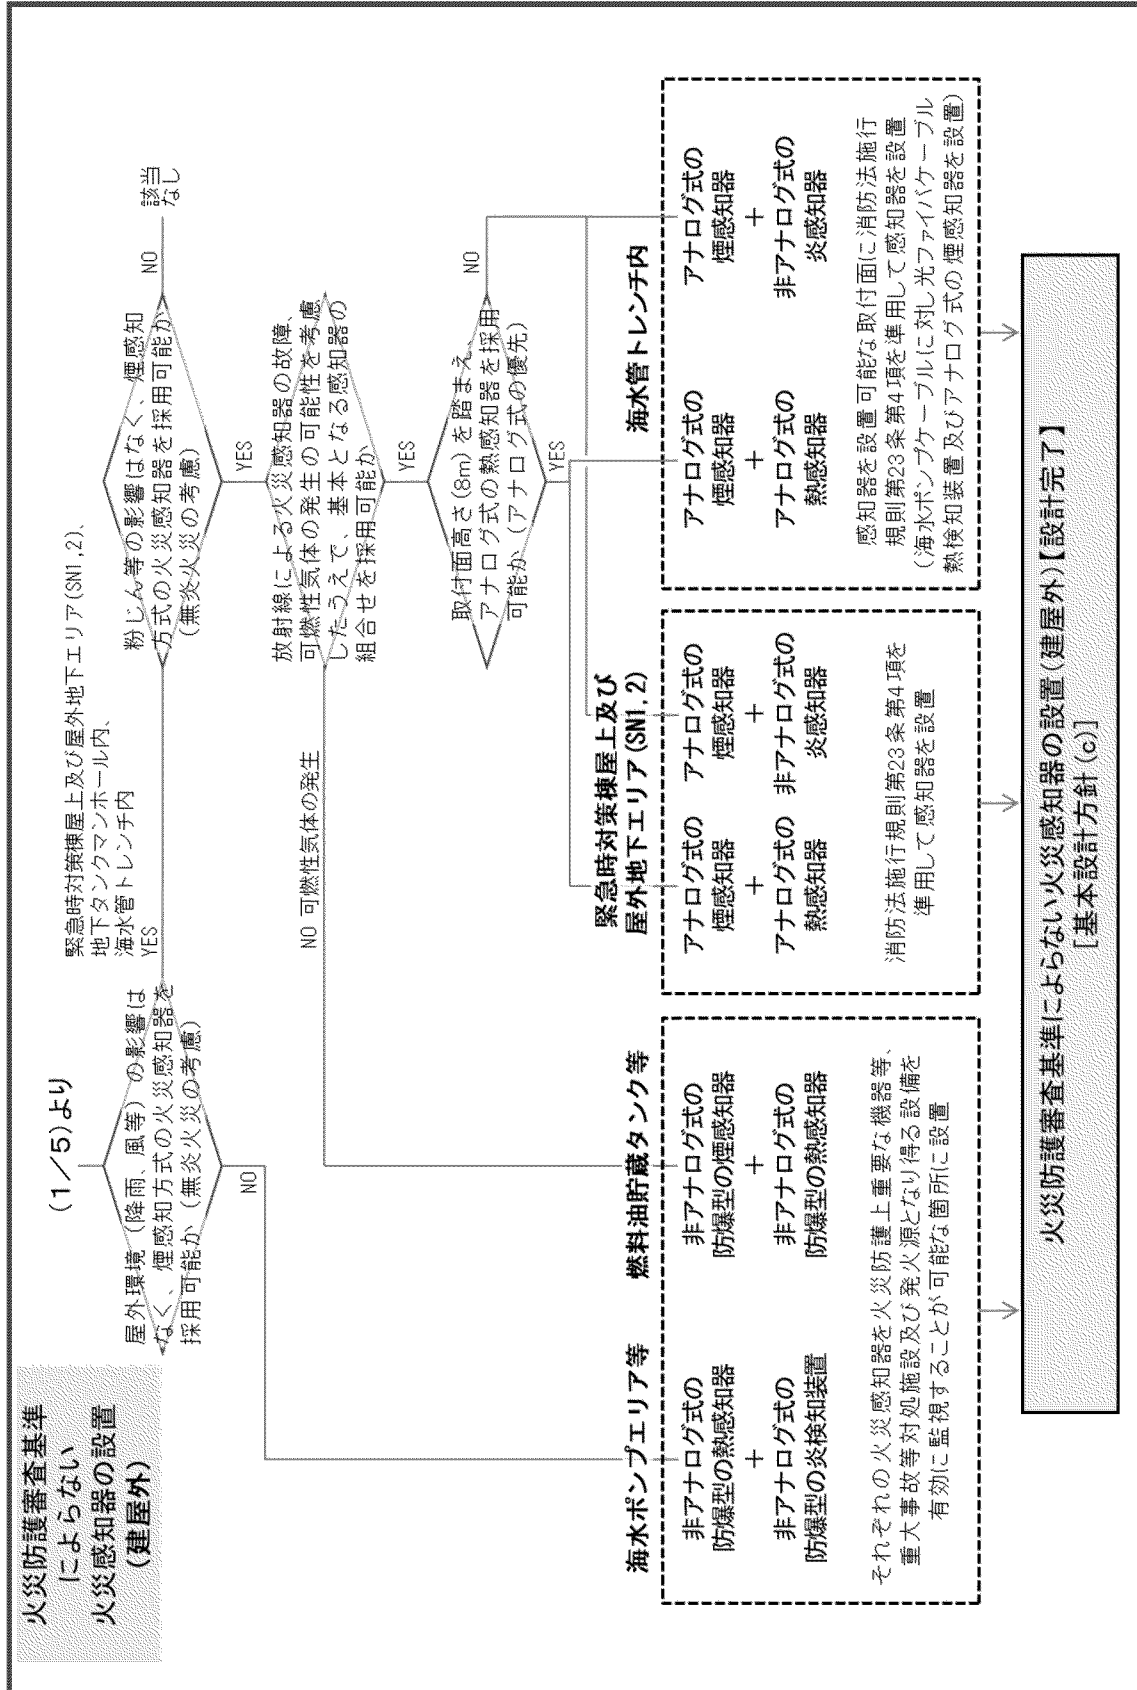 火災防護審査基準
によらない
火災感知器の設置
(建屋外)
(1／5)より
屋外環境（降雨、風等）の影響は
なく、煙感知方式の火災感知器を
採用可能か（無炎火災の考慮）
NO
緊急時対策棟屋上及び屋外地下エリア(SN1,2)、
地下タンクマンホール内、
海水管トレンチ内
YES
粉じん等の影響はなく、煙感知
方式の火災感知器を採用可能か
（無炎火災の考慮）
NO
該当
なし
YES
放射線による火災感知器の故障、
可燃性気体の発生の可能性を考慮
したうえで、基本となる感知器の
組合せを採用可能か
NO 可燃性気体の発生
YES
取付面高さ(8m)を踏まえ、
アナログ式の熱感知器を採用
可能か（アナログ式の優先）
NO
YES
海水ポンプエリア等
非アナログ式の
防爆型の熱感知器
＋
非アナログ式の
防爆型の炎検知装置
燃料油貯蔵タンク等
非アナログ式の
防爆型の煙感知器
＋
非アナログ式の
防爆型の熱感知器
それぞれの火災感知器を火災防護上重要な機器等、
重大事故等対処施設及び発火源となり得る設備を
有効に監視することが可能な箇所に設置
緊急時対策棟屋上及び
屋外地下エリア(SN1,2)
アナログ式の
煙感知器
＋
アナログ式の
熱感知器
アナログ式の
煙感知器
＋
非アナログ式の
炎感知器
消防法施行規則第23条第4項を
準用して感知器を設置
海水管トレンチ内
アナログ式の
煙感知器
＋
アナログ式の
熱感知器
アナログ式の
煙感知器
＋
非アナログ式の
炎感知器
感知器を設置可能な取付面に消防法施行
規則第23条第4項を準用して感知器を設置
（海水ポンプケーブルに対し光ファイバケーブル
熱検知装置及びアナログ式の煙感知器を設置）
火災防護審査基準によらない火災感知器の設置(建屋外)【設計完了】
[基本設計方針(c)]